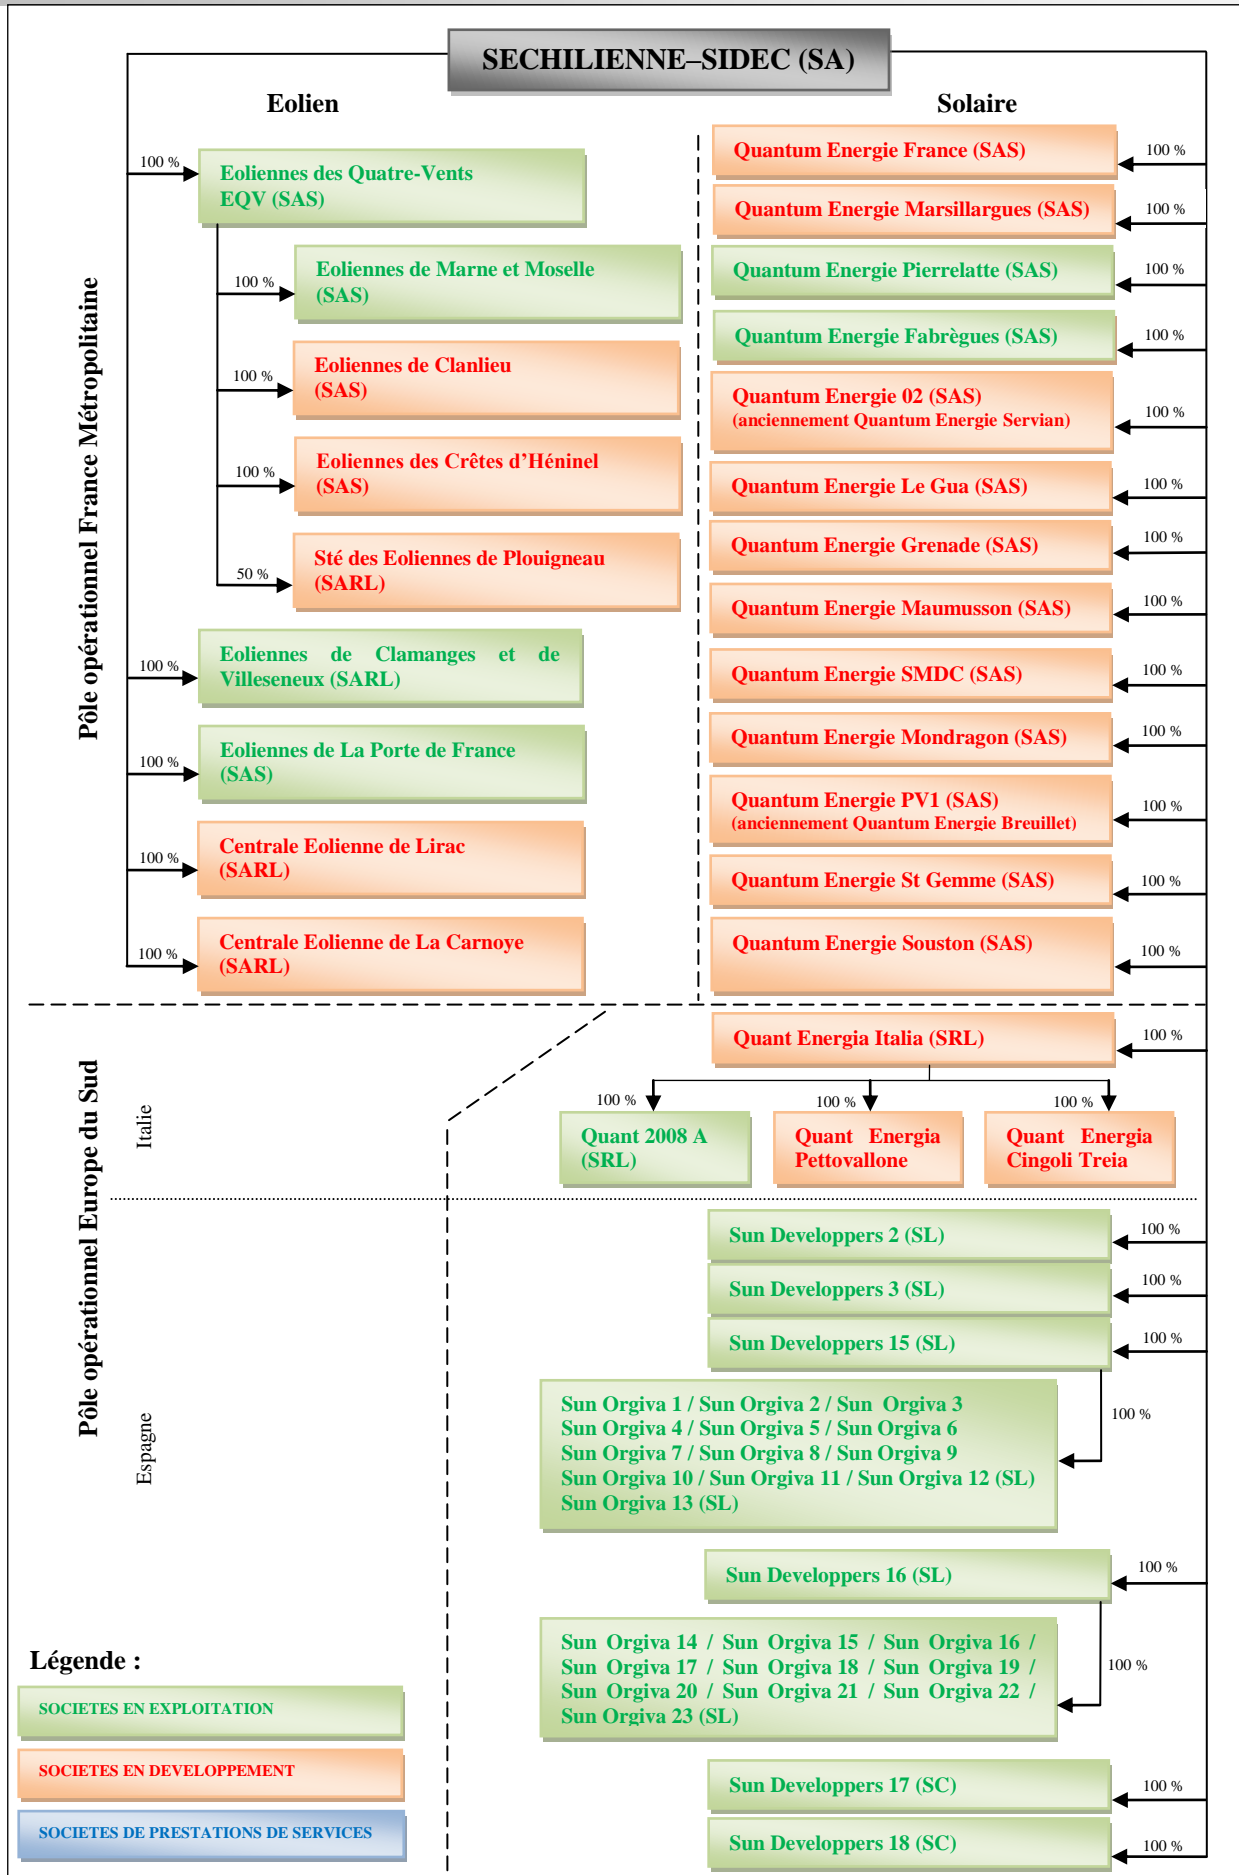 SECHILIENNE–SIDEC (SA)
Eolien
Solaire
Pôle opérationnel France Métropolitaine
100 %
Eoliennes des Quatre-Vents
EQV (SAS)
100 %
Eoliennes de Marne et Moselle
(SAS)
100 %
Eoliennes de Clanlieu
(SAS)
100 %
Eoliennes des Crêtes d’Héninel
(SAS)
50 %
Sté des Eoliennes de Plouigneau
(SARL)
100 %
Eoliennes de Clamanges et de
Villeseneux (SARL)
100 %
Eoliennes de La Porte de France
(SAS)
100 %
Centrale Eolienne de Lirac
(SARL)
100 %
Centrale Eolienne de La Carnoye
(SARL)
Quantum Energie France (SAS)
100 %
Quantum Energie Marsillargues (SAS)
100 %
Quantum Energie Pierrelatte (SAS)
100 %
Quantum Energie Fabrègues (SAS)
100 %
Quantum Energie 02 (SAS)
(anciennement Quantum Energie Servian)
100 %
Quantum Energie Le Gua (SAS)
100 %
Quantum Energie Grenade (SAS)
100 %
Quantum Energie Maumusson (SAS)
100 %
Quantum Energie SMDC (SAS)
100 %
Quantum Energie Mondragon (SAS)
100 %
Quantum Energie PV1 (SAS)
(anciennement Quantum Energie Breuillet)
100 %
Quantum Energie St Gemme (SAS)
100 %
Quantum Energie Souston (SAS)
100 %
Pôle opérationnel Europe du Sud
Italie
Quant Energia Italia (SRL)
100 %
100 %
100 %
100 %
Quant 2008 A
(SRL)
Quant Energia
Pettovallone
Quant Energia
Cingoli Treia
Espagne
Sun Developpers 2 (SL)
100 %
Sun Developpers 3 (SL)
100 %
Sun Developpers 15 (SL)
100 %
Sun Orgiva 1 / Sun Orgiva 2 / Sun Orgiva 3
Sun Orgiva 4 / Sun Orgiva 5 / Sun Orgiva 6
Sun Orgiva 7 / Sun Orgiva 8 / Sun Orgiva 9
Sun Orgiva 10 / Sun Orgiva 11 / Sun Orgiva 12 (SL)
Sun Orgiva 13 (SL)
100 %
Sun Developpers 16 (SL)
100 %
Sun Orgiva 14 / Sun Orgiva 15 / Sun Orgiva 16 /
Sun Orgiva 17 / Sun Orgiva 18 / Sun Orgiva 19 /
Sun Orgiva 20 / Sun Orgiva 21 / Sun Orgiva 22 /
Sun Orgiva 23 (SL)
100 %
Sun Developpers 17 (SC)
100 %
Sun Developpers 18 (SC)
100 %
Légende :
SOCIETES EN EXPLOITATION
SOCIETES EN DEVELOPPEMENT
SOCIETES DE PRESTATIONS DE SERVICES